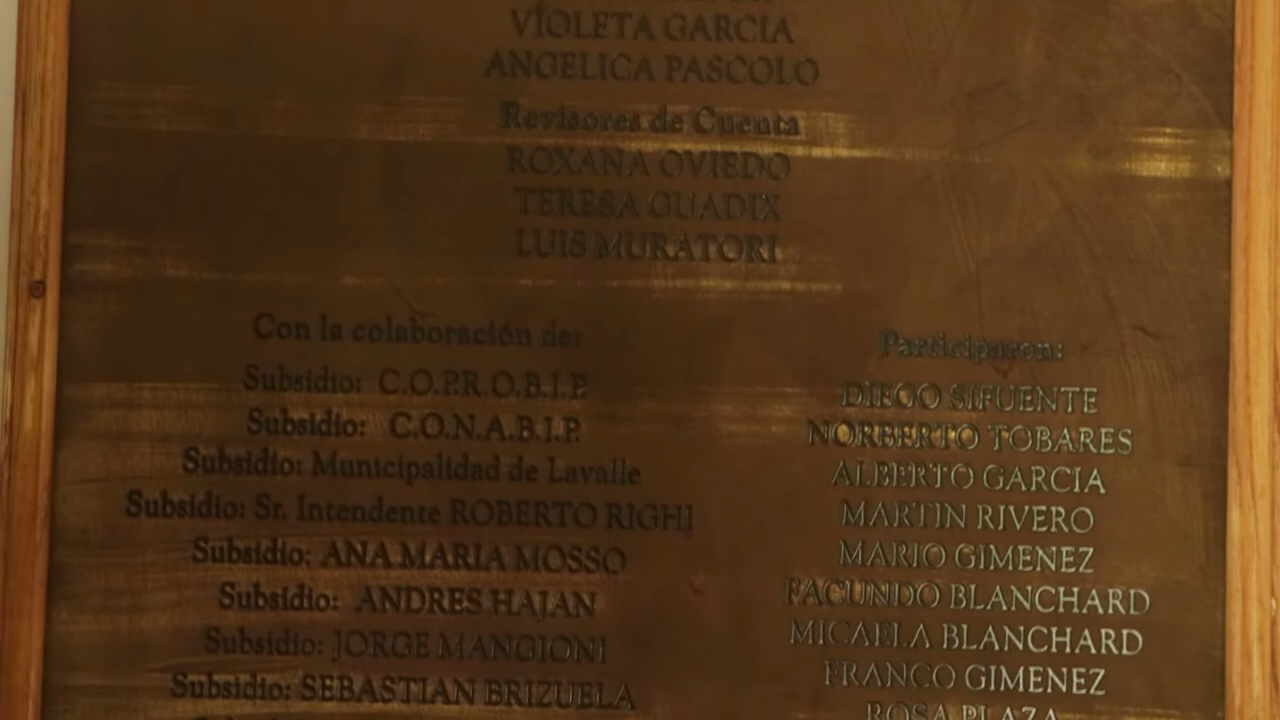 VIOLETA GARCIA
ANGELICA PASCOLO
Revisores de Cuenta
ROXANA OVIEDO
TERESA GUADIX
LUIS MURATORI
Con la colaboración de:
Subsidio: C.O.P.R.O.B.I.P.
Subsidio: C.O.N.A.B.I.P.
Subsidio: Municipalidad de Lavalle
Subsidio: Sr. Intendente ROBERTO RIGHI
Subsidio: ANA MARIA MOSSO
Subsidio: ANDRES HAJAN
Subsidio: JORGE MANGIONI
Subsidio: SEBASTIAN BRIZUELA
Participaron:
DIEGO SIFUENTE
NORBERTO TOBARES
ALBERTO GARCIA
MARTIN RIVERO
MARIO GIMENEZ
FACUNDO BLANCHARD
MICAELA BLANCHARD
FRANCO GIMENEZ
ROSA PLAZA